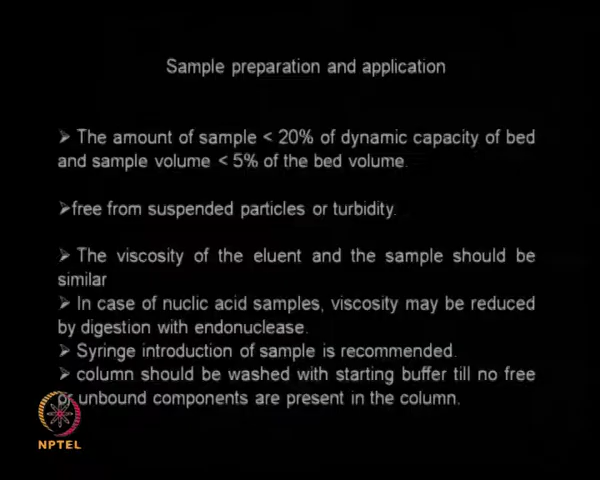 Sample preparation and application
➢ The amount of sample < 20% of dynamic capacity of bed
and sample volume < 5% of the bed volume.
➢free from suspended particles or turbidity.
➢ The viscosity of the eluent and the sample should be
similar
➢ In case of nuclic acid samples, viscosity may be reduced
by digestion with endonuclease.
➢ Syringe introduction of sample is recommended.
➢ column should be washed with starting buffer till no free
or unbound components are present in the column.
NPTEL